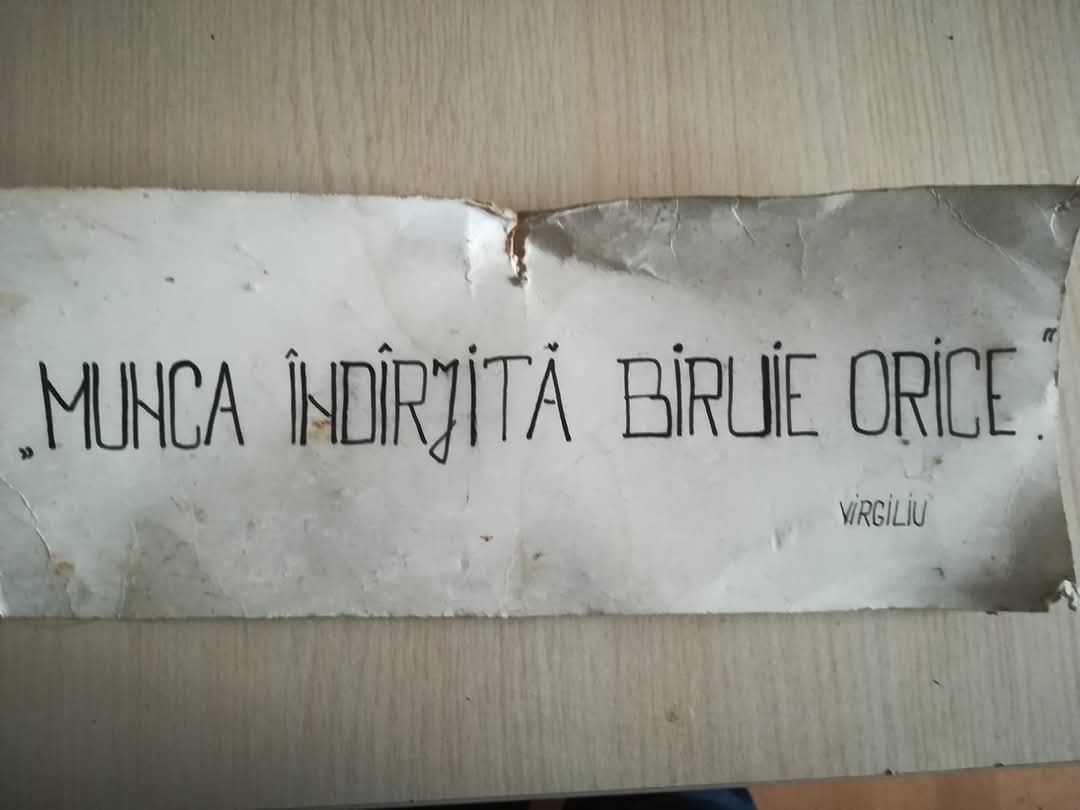 „MUNCA ÎNDÎRJITĂ BIRUIE ORICE.”
VIRGILIU